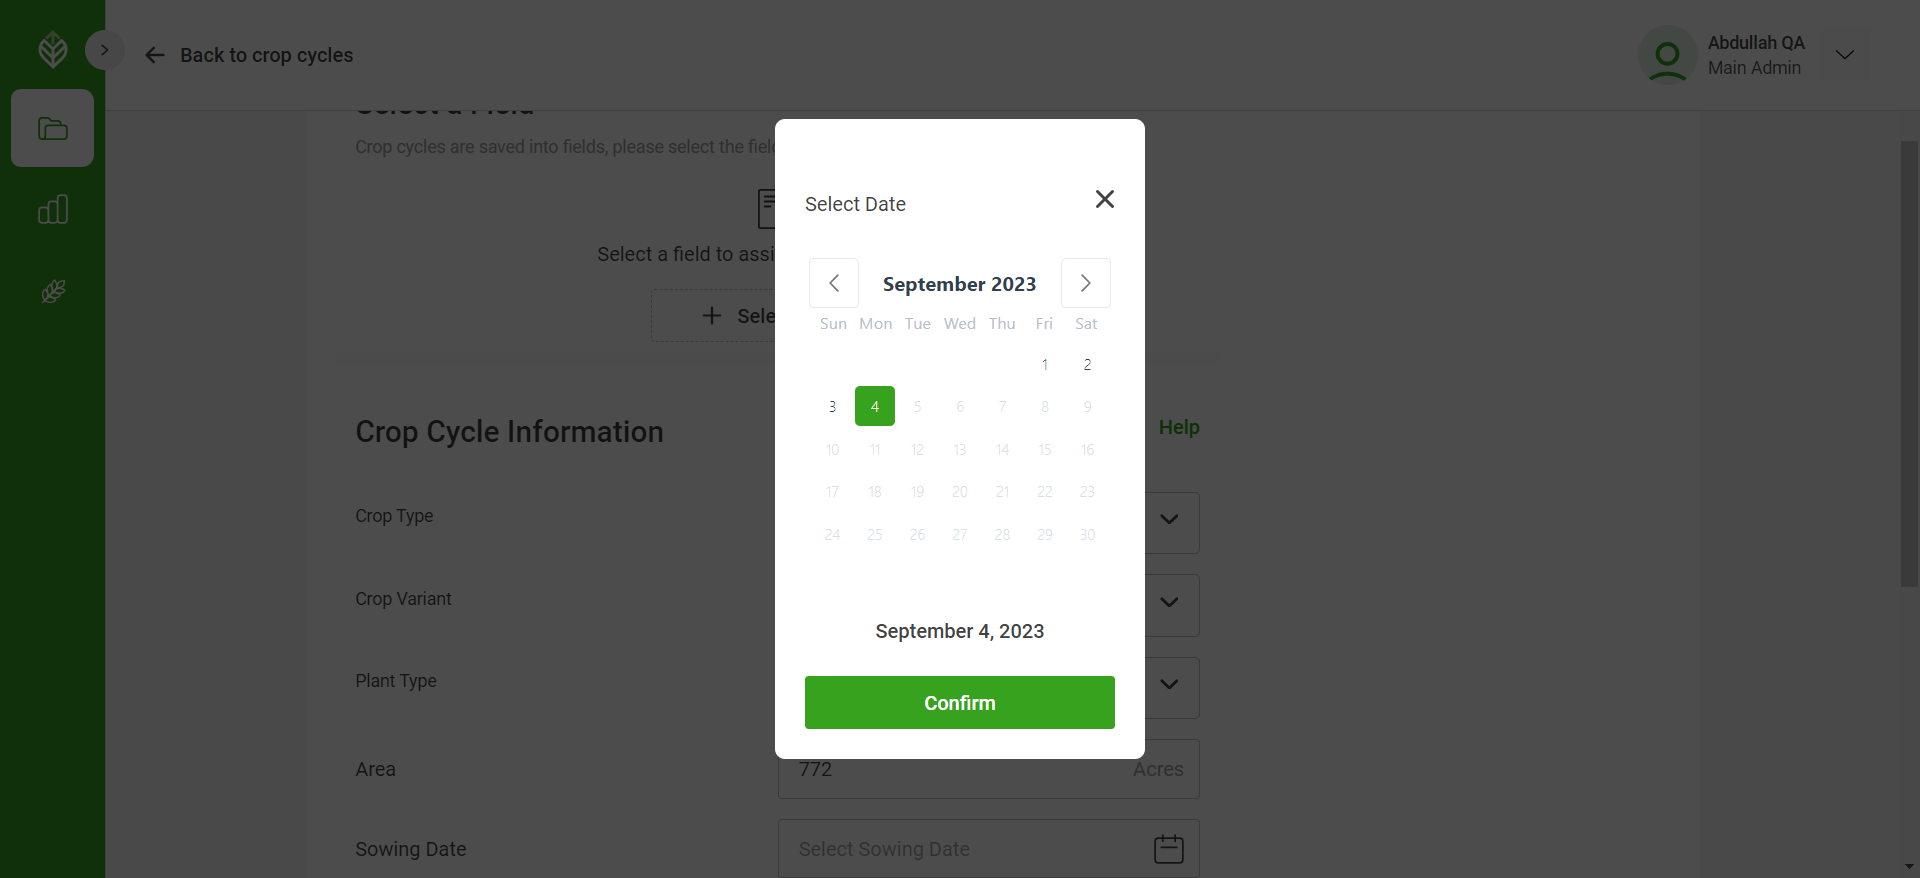 Back to crop cycles
Abdullah QA
Main Admin
Select a Field
Crop cycles are saved into fields, please select the
Select a field to
Select Date
September 2023
Sun Mon Tue Wed Thu Fri Sat
1 2
3 4 5 6 7 8 9
10 11 12 13 14 15 16
17 18 19 20 21 22 23
24 25 26 27 28 29 30
September 4, 2023
Confirm
Crop Cycle Information
Help
Crop Type
Crop Variant
Plant Type
Area
772
Acres
Sowing Date
Select Sowing Date